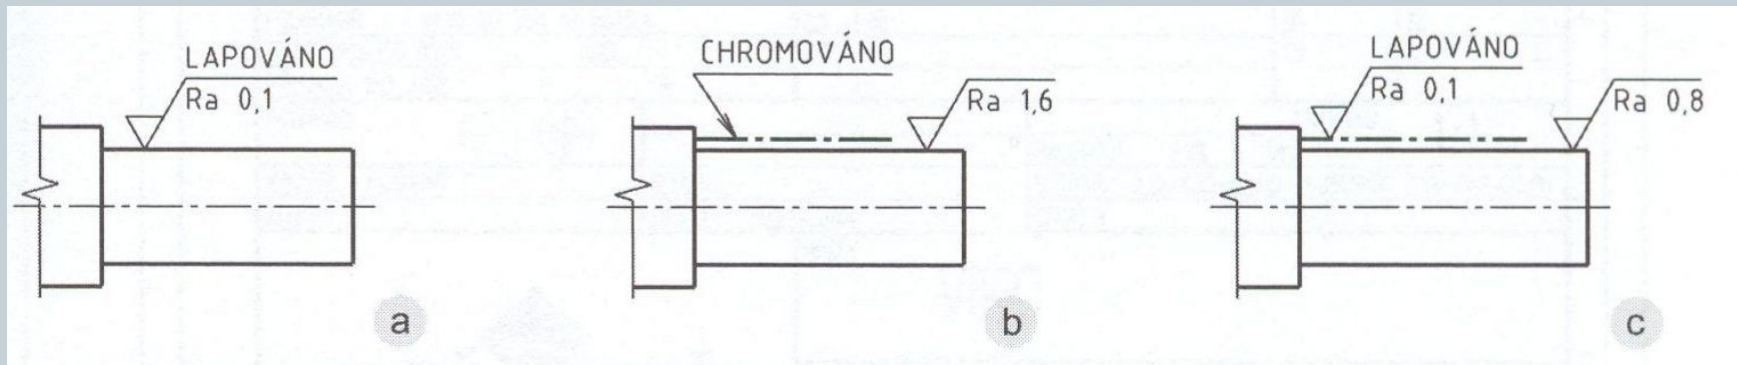 LAPOVÁNO
Ra 0,1
a
CHROMOVÁNO
Ra 1,6
b
LAPOVÁNO
Ra 0,1
Ra 0,8
c